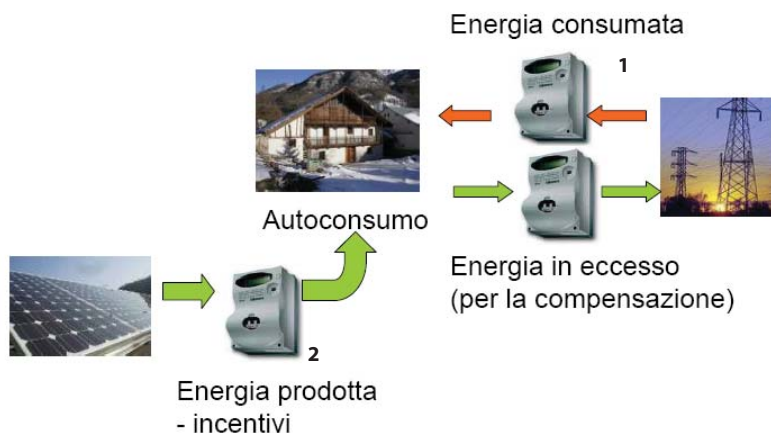 Energia consumata
1
Autoconsumo
Energia in eccesso
(per la compensazione)
2
Energia prodotta
- incentivi